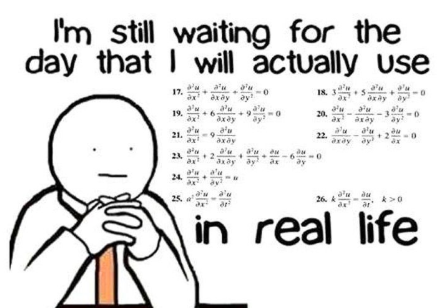 I'm still waiting for the
day that I will actually use
17. ∂²u/∂x² + ∂²u/∂x∂y + ∂²u/∂y² = 0
18. 3 ∂²u/∂x² + 5 ∂²u/∂x∂y + ∂²u/∂y² = 0
19. ∂²u/∂x² + 6 ∂²u/∂x∂y + 9 ∂²u/∂y² = 0
20. ∂²u/∂x² − ∂²u/∂x∂y − 3 ∂²u/∂y² = 0
21. ∂²u/∂x² = 9 ∂²u/∂x∂y
22. ∂²u/∂x∂y − ∂²u/∂y² + 2 ∂u/∂x = 0
23. ∂²u/∂x² + 2 ∂²u/∂x∂y + ∂²u/∂y² + ∂u/∂x − 6 ∂u/∂y = 0
24. ∂²u/∂x² + ∂²u/∂y² = u
25. a² ∂²u/∂x² = ∂²u/∂t²
26. k ∂²u/∂x² = ∂u/∂t, k > 0
in real life